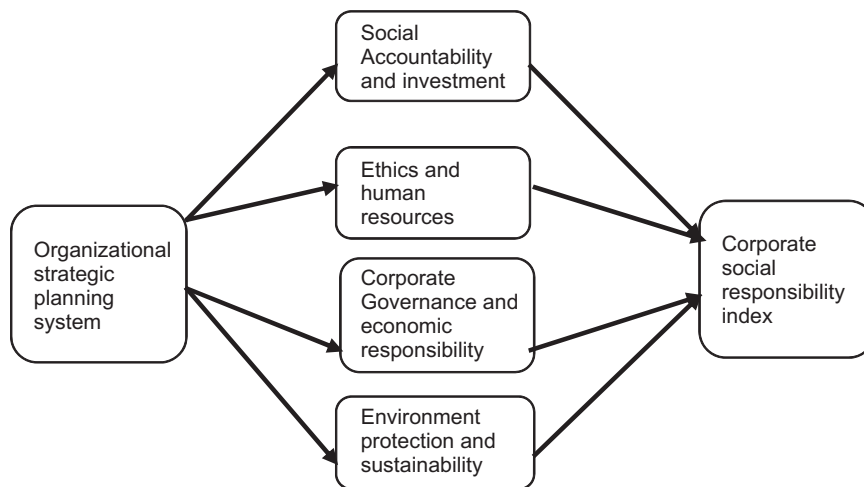 Social
Accountability
and investment
Ethics and
human
resources
Organizational
strategic
planning
system
Corporate
Governance and
economic
responsibility
Corporate
social
responsibility
index
Environment
protection and
sustainability